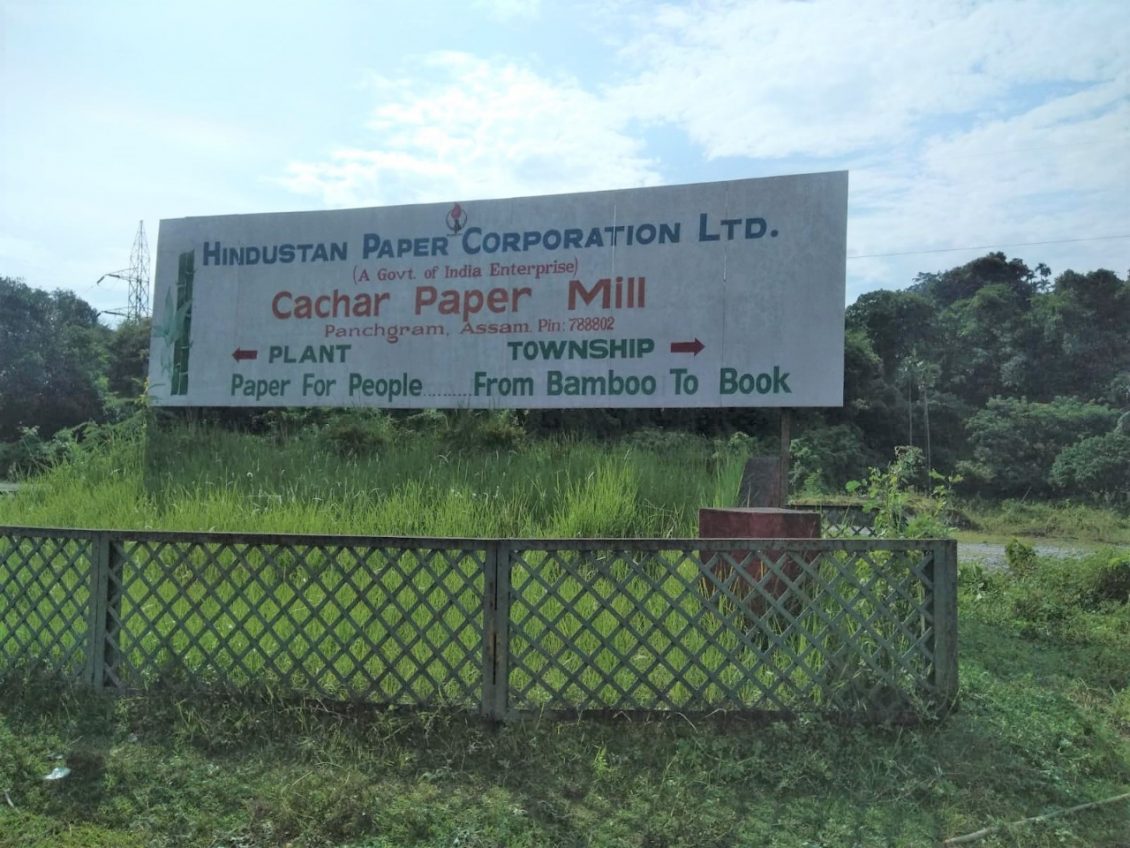 HINDUSTAN PAPER CORPORATION LTD.
(A Govt. of India Enterprise)
Cachar Paper Mill
Panchgram, Assam. Pin: 788802
← PLANT TOWNSHIP →
Paper For People......... From Bamboo To Book